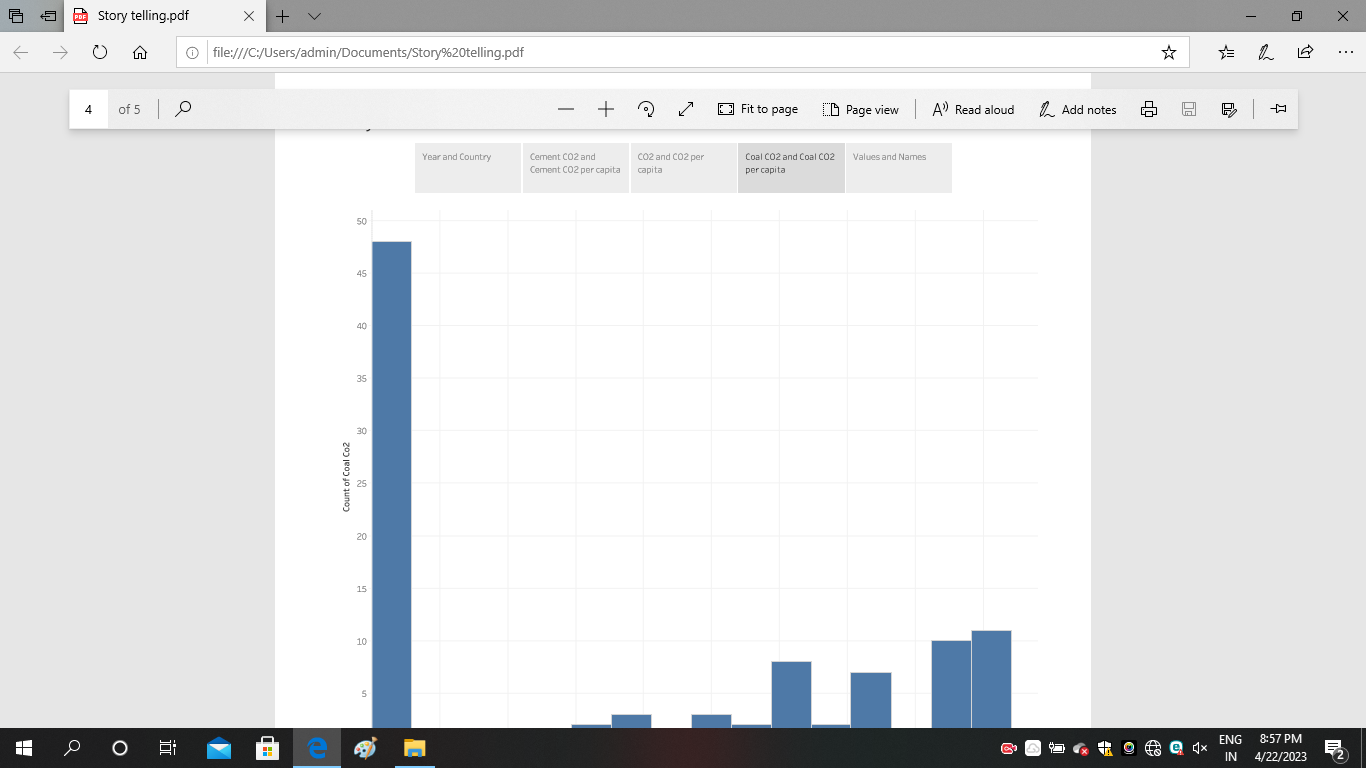 Story telling.pdf
file:///C:/Users/admin/Documents/Story%20telling.pdf
4 of 5 Fit to page Page view Read aloud Add notes
Year and Country
Cement CO2 and
Cement CO2 per capita
CO2 and CO2 per
capita
Coal CO2 and Coal CO2
per capita
Values and Names
50
45
40
35
30
25
20
15
10
5
Count of Coal Co2
ENG
IN
8:57 PM
4/22/2023
2